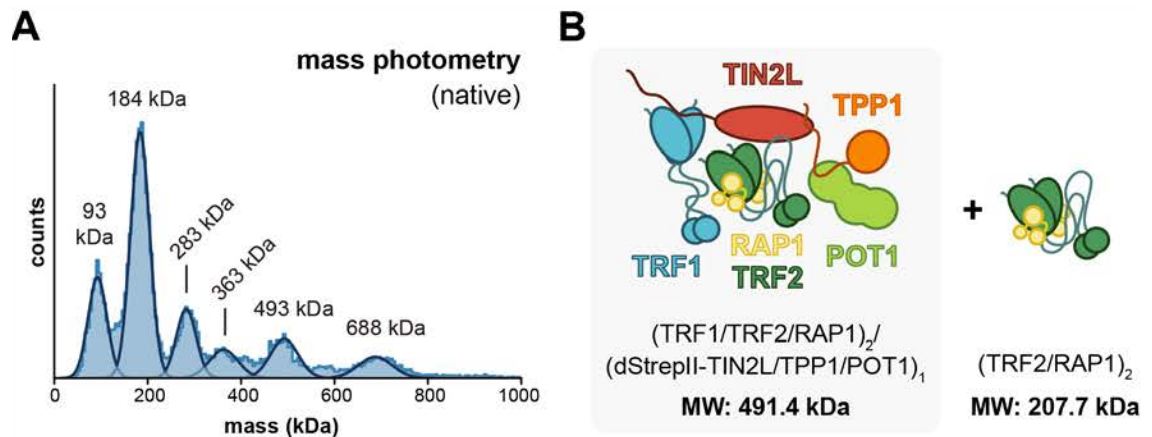 A
mass photometry
(native)
184 kDa
93
kDa
283 kDa
363 kDa
493 kDa
688 kDa
counts
0
200
400
600
800
1000
mass (kDa)
B
TIN2L
TPP1
RAP1
TRF1
TRF2
POT1
+
(TRF1/TRF2/RAP1)₂/
(dStrepII-TIN2L/TPP1/POT1)₁
MW: 491.4 kDa
(TRF2/RAP1)₂
MW: 207.7 kDa